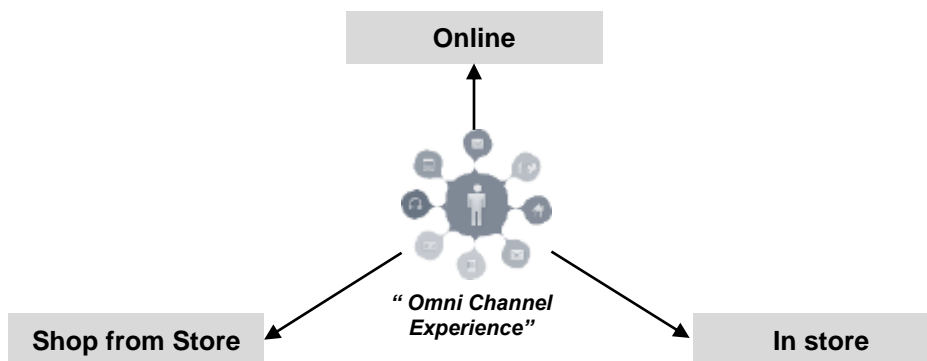 Online
“ Omni Channel
Experience”
Shop from Store
In store